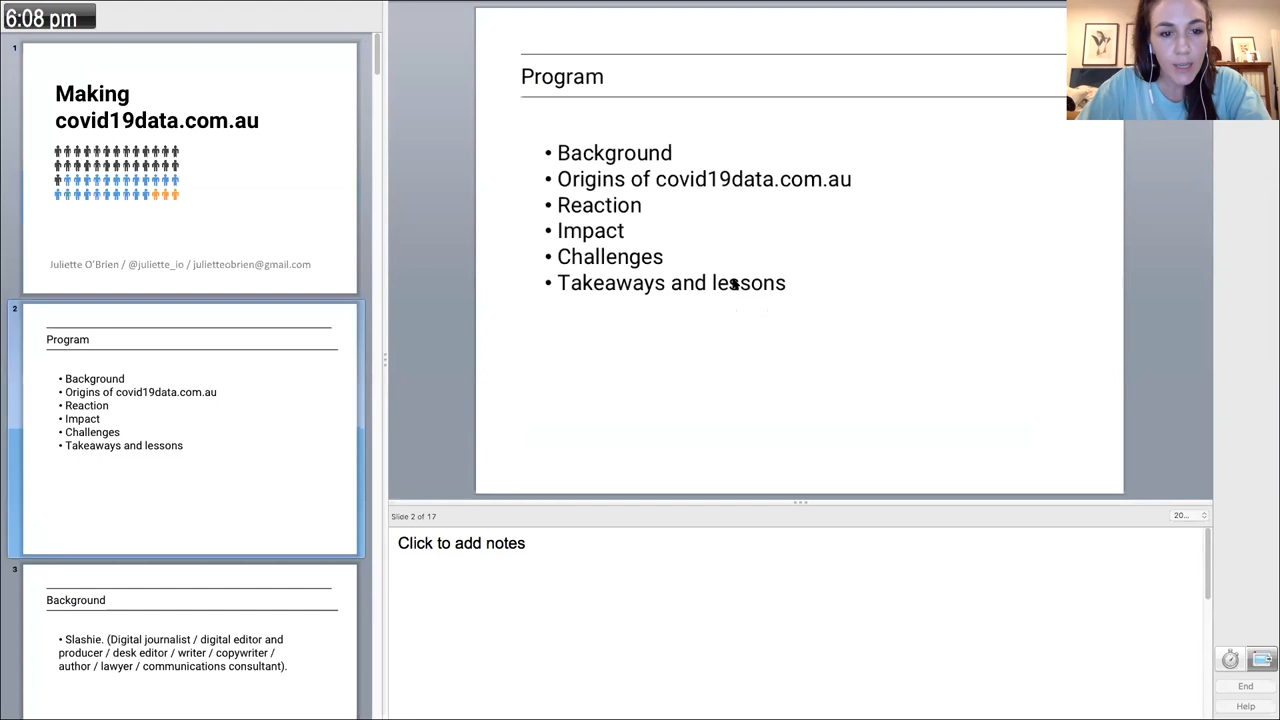 6:08 pm
1
Making
covid19data.com.au
Juliette O'Brien / @juliette_io / julietteobrien@gmail.com
2
Program
• Background
• Origins of covid19data.com.au
• Reaction
• Impact
• Challenges
• Takeaways and lessons
3
Background
• Slashie. (Digital journalist / digital editor and
producer / desk editor / writer / copywriter /
author / lawyer / communications consultant).
Program
• Background
• Origins of covid19data.com.au
• Reaction
• Impact
• Challenges
• Takeaways and lessons
Slide 2 of 17
20...
Click to add notes
End
Help